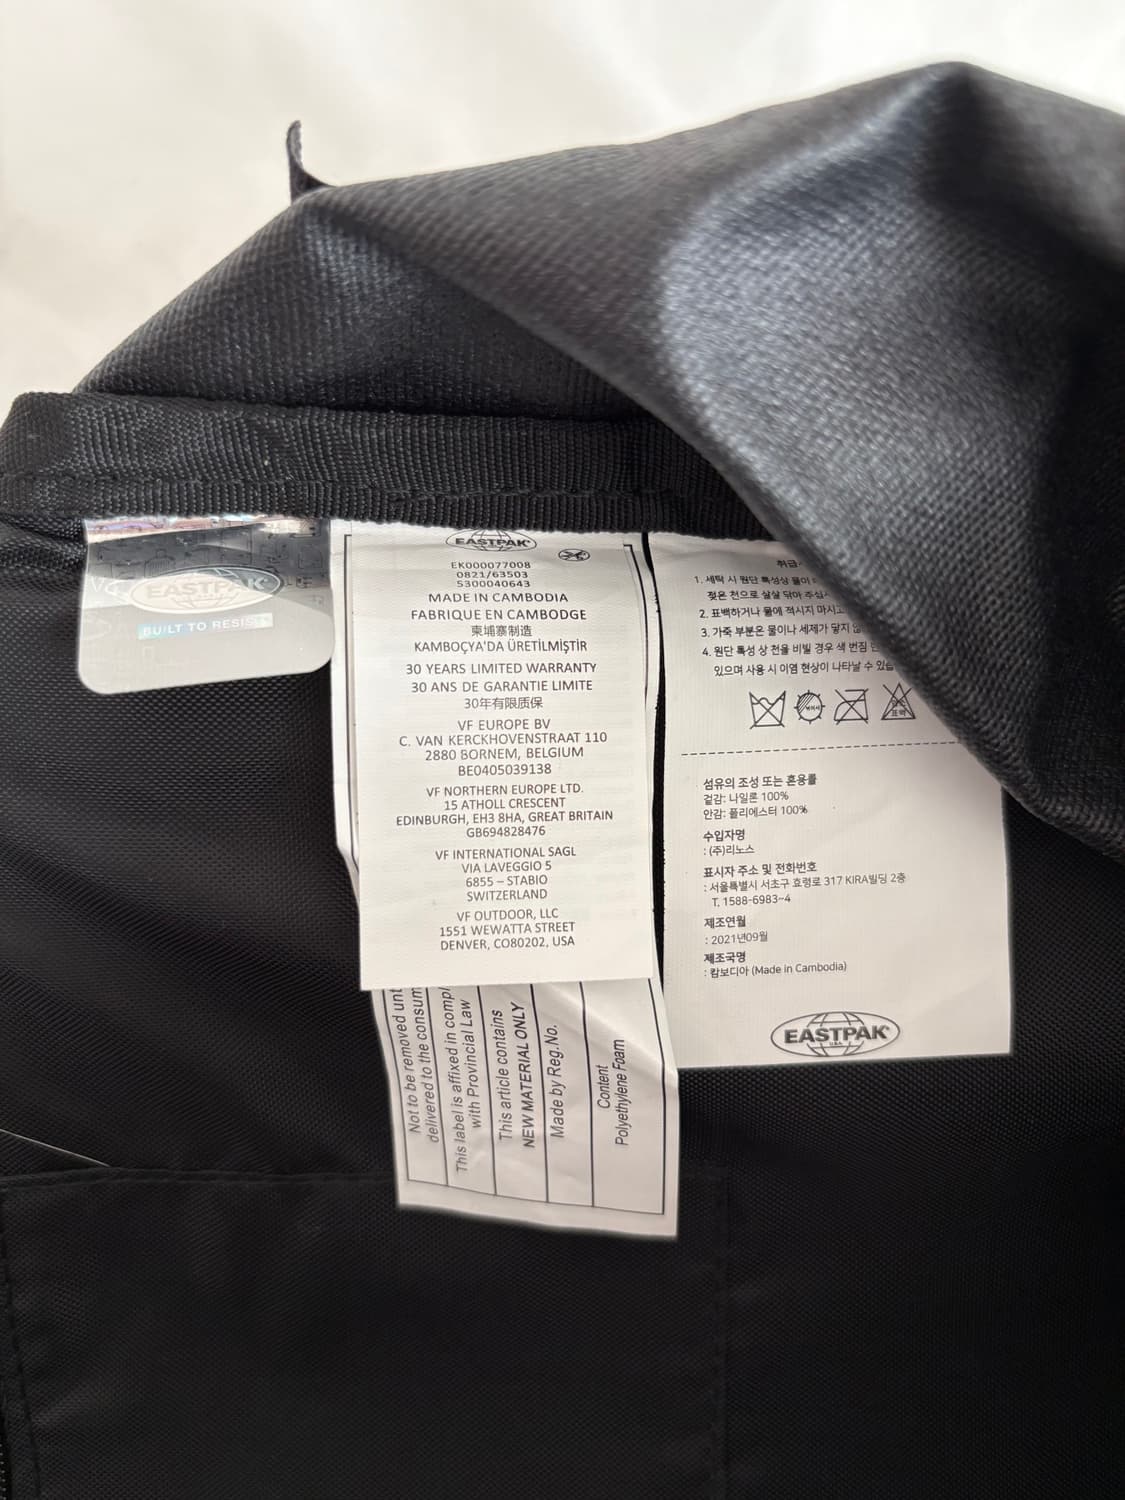 EASTPAK
BUILT TO RESIST
EASTPAK
EK000077008
0821/63503
5300040643
MADE IN CAMBODIA
FABRIQUE EN CAMBODGE
柬埔寨制造
KAMBOÇYA'DA ÜRETİLMİŞTİR
30 YEARS LIMITED WARRANTY
30 ANS DE GARANTIE LIMITE
30年有限质保
VF EUROPE BV
C. VAN KERCKHOVENSTRAAT 110
2880 BORNEM, BELGIUM
BE0405039138
VF NORTHERN EUROPE LTD.
15 ATHOLL CRESCENT
EDINBURGH, EH3 8HA, GREAT BRITAIN
GB694828476
VF INTERNATIONAL SAGL
VIA LAVEGGIO 5
6855 – STABIO
SWITZERLAND
VF OUTDOOR, LLC
1551 WEWATTA STREET
DENVER, CO80202, USA
Not to be removed
delivered to the
This label is affixed in
with Provincial Law
This article contains
NEW MATERIAL ONLY
Made by Reg.No.
Content
Polyethylene Foam
1. 세탁 시 원단 특성상 물이
젖은 천으로 살살 닦아
2. 표백하거나 물에 적시지
3. 가죽 부분은 물이나 세제가 닿지
4. 원단 특성 상 천을 비빌 경우 색 번짐
있으며 사용 시 이염 현상이 나타날 수
섬유의 조성 또는 혼용률
겉감: 나일론 100%
안감: 폴리에스터 100%
수입자명
: (주)리노스
표시자 주소 및 전화번호
: 서울특별시 서초구 효령로 317 KIRA빌딩 2층
T. 1588-6983~4
제조연월
: 2021년09월
제조국명
: 캄보디아 (Made in Cambodia)
EASTPAK
USA